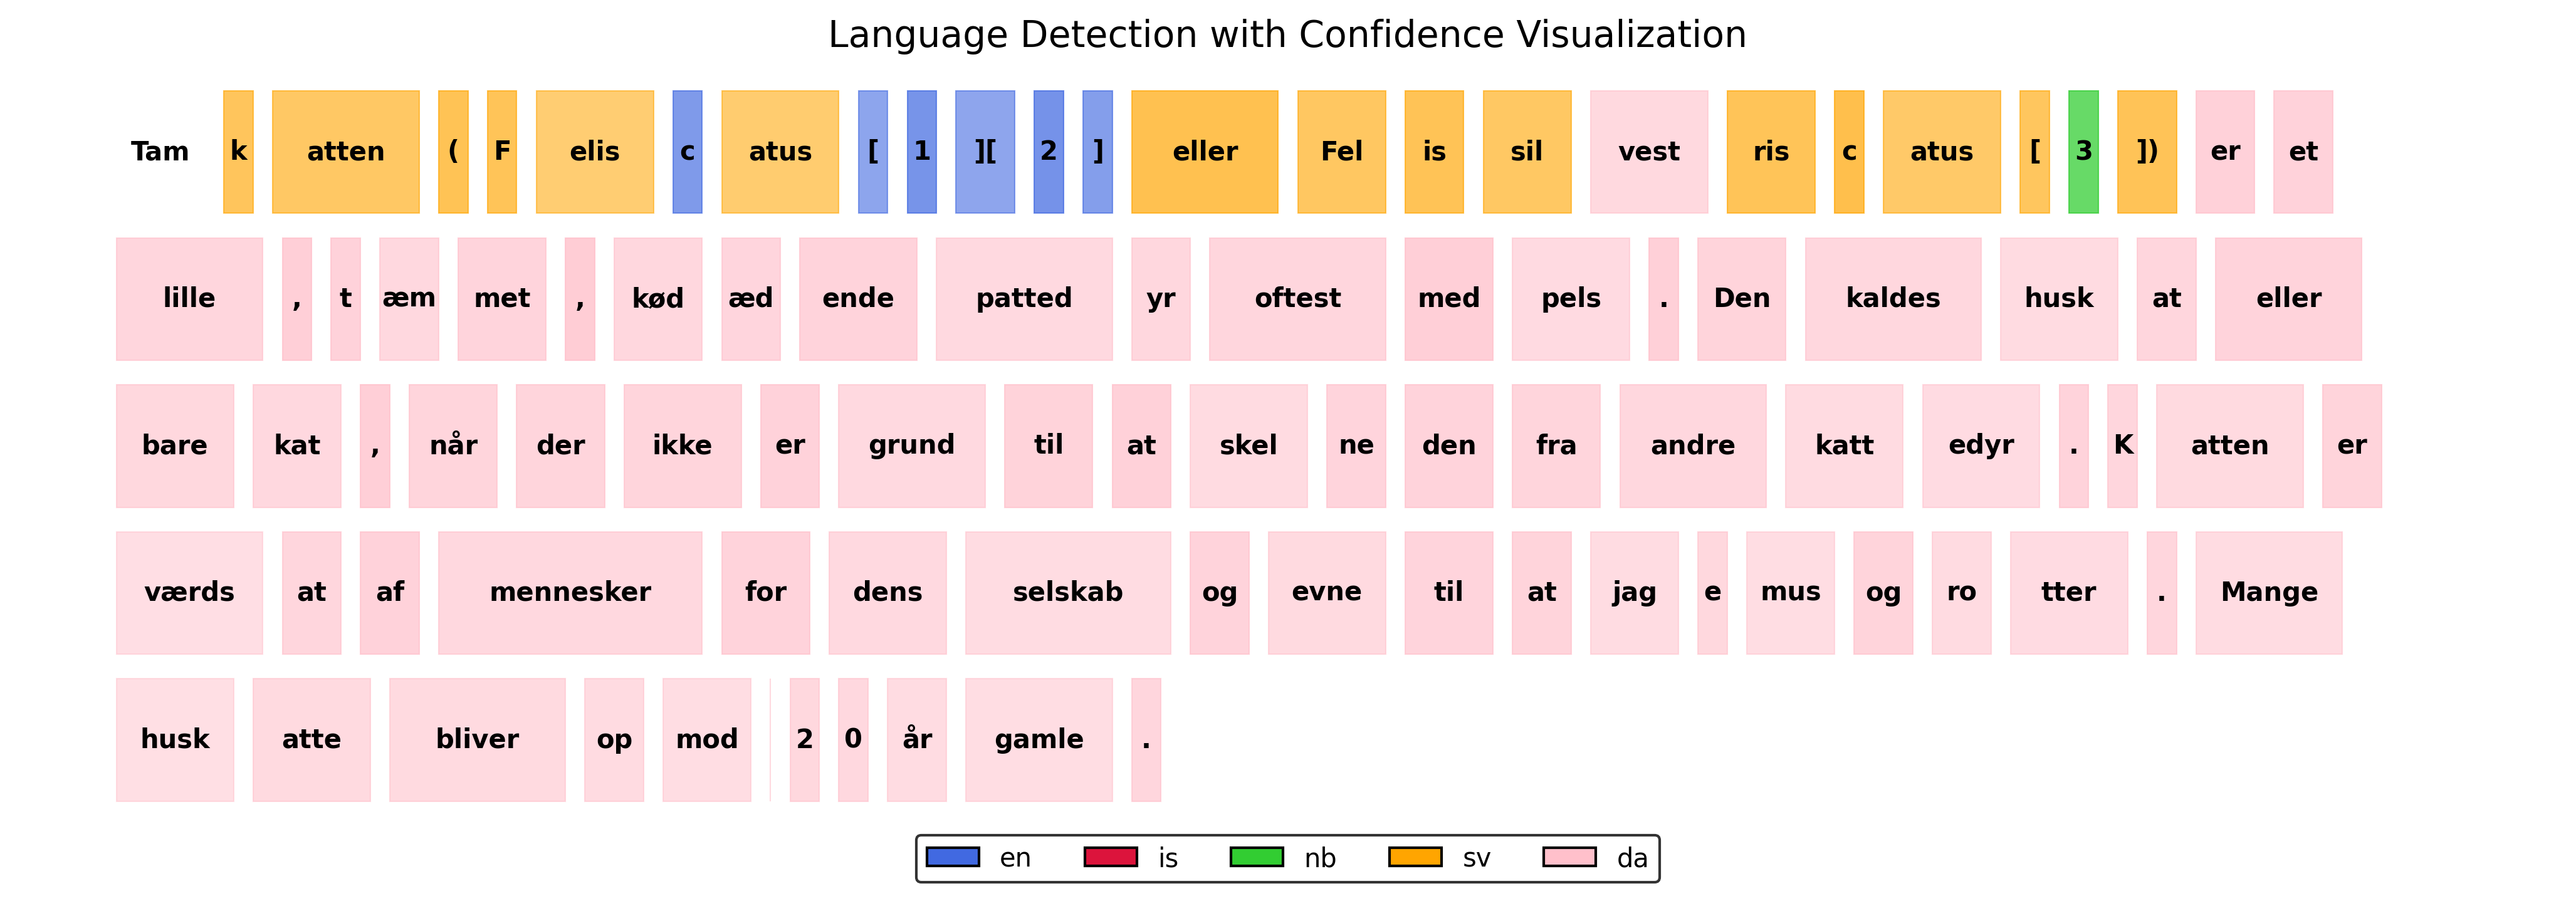 Language Detection with Confidence Visualization
Tam k atten ( F elis c atus [ 1 ][ 2 ] eller Fel is sil vest ris c atus [ 3 ]) er et
lille , t æm met , kød æd ende patted yr oftest med pels . Den kaldes husk at eller
bare kat , når der ikke er grund til at skel ne den fra andre katt edyr . K atten er
værds at af mennesker for dens selskab og evne til at jag e mus og ro tter . Mange
husk atte bliver op mod 2 0 år gamle .
en is nb sv da